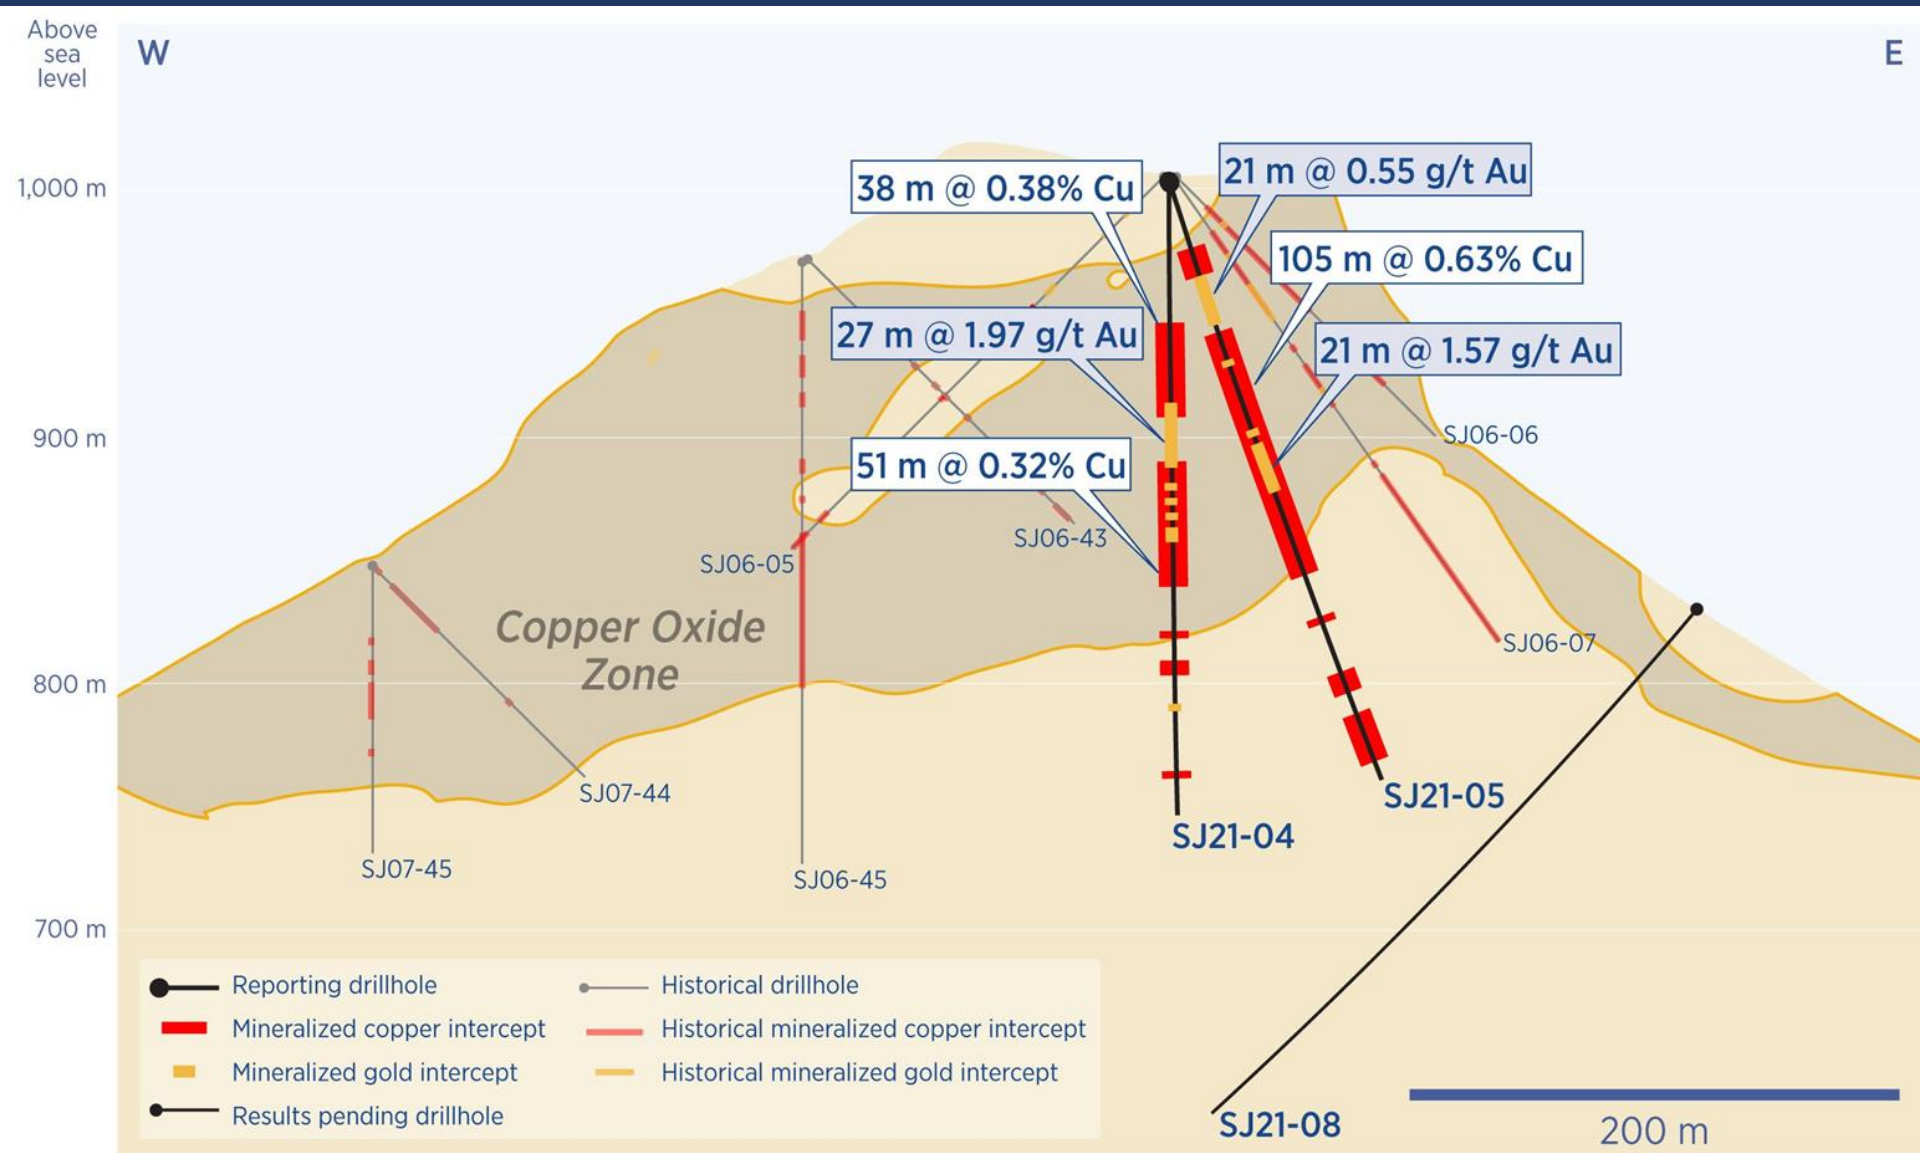 Above
sea
level
W
E
1,000 m
900 m
800 m
700 m
38 m @ 0.38% Cu
21 m @ 0.55 g/t Au
105 m @ 0.63% Cu
27 m @ 1.97 g/t Au
21 m @ 1.57 g/t Au
51 m @ 0.32% Cu
SJ06-06
SJ06-43
SJ06-05
Copper Oxide
Zone
SJ06-07
SJ07-44
SJ21-05
SJ21-04
SJ07-45
SJ06-45
SJ21-08
Reporting drillhole
Mineralized copper intercept
Mineralized gold intercept
Results pending drillhole
Historical drillhole
Historical mineralized copper intercept
Historical mineralized gold intercept
200 m